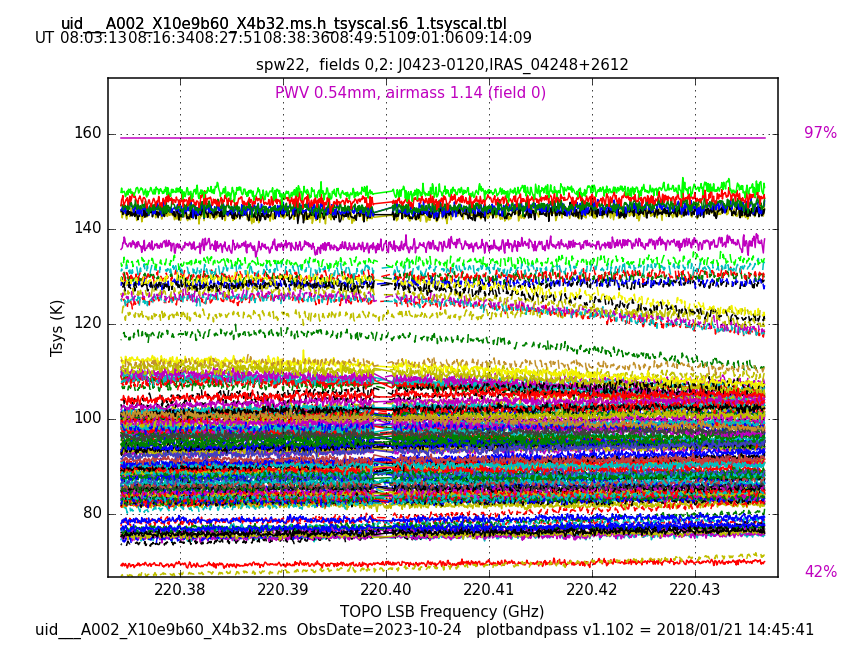 uid___A002_X10e9b60_X4b32.ms.h_tsyscal.s6_1.tsyscal.tbl
UT 08:03:13 08:16:34 08:27:51 08:38:36 08:49:51 09:01:06 09:14:09
spw22,  fields 0,2: J0423-0120,IRAS_04248+2612
PWV 0.54mm, airmass 1.14 (field 0)
160
97%
140
120
Tsys (K)
100
80
42%
220.38 220.39 220.40 220.41 220.42 220.43
TOPO LSB Frequency (GHz)
uid___A002_X10e9b60_X4b32.ms  ObsDate=2023-10-24   plotbandpass v1.102 = 2018/01/21 14:45:41